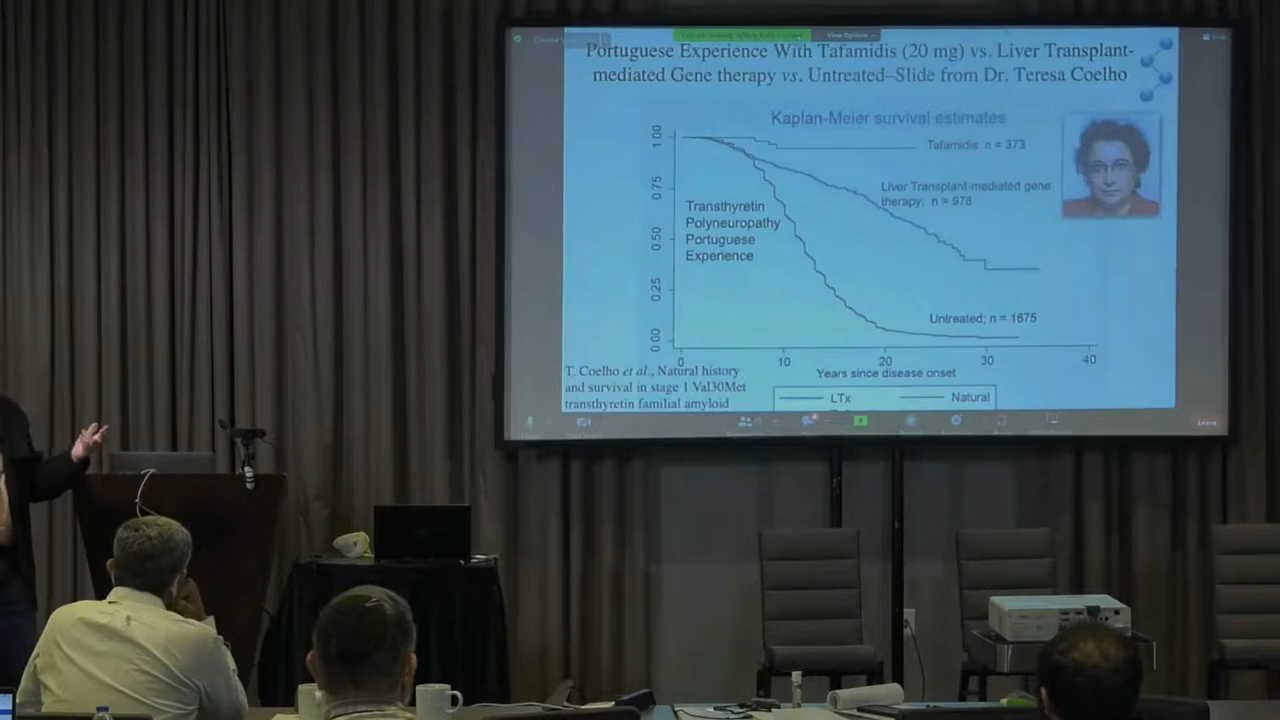 View Options
Portuguese Experience With Tafamidis (20 mg) vs. Liver Transplant-
mediated Gene therapy vs. Untreated–Slide from Dr. Teresa Coelho
Kaplan-Meier survival estimates
1.00
0.75
0.50
0.25
0.00
Tafamidis: n = 373
Liver Transplant-mediated gene
therapy, n = 978
Transthyretin
Polyneuropathy
Portuguese
Experience
Untreated; n = 1675
0 10 20 30 40
Years since disease onset
T. Coelho et al., Natural history
and survival in stage 1 Val30Met
transthyretin familial amyloid
LTx Natural
Leave